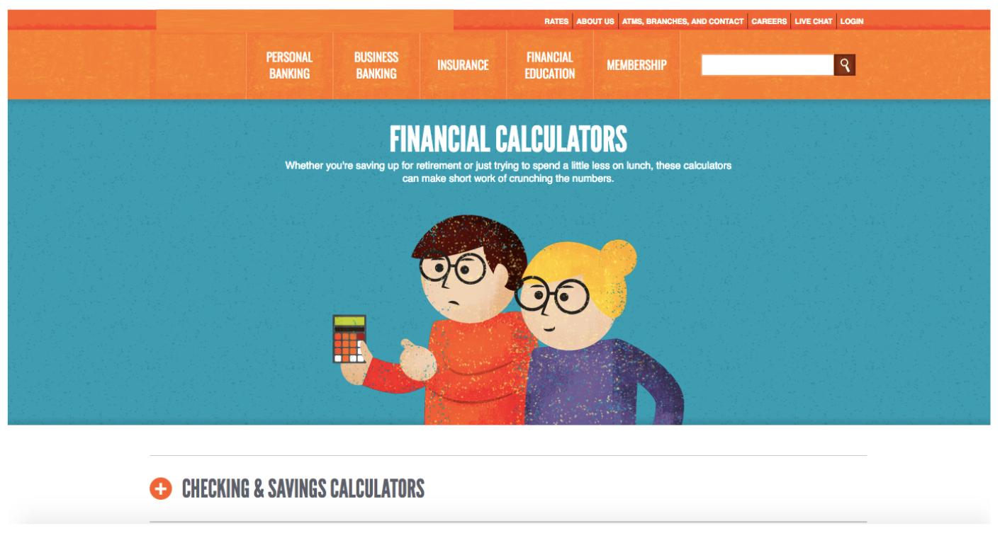 RATES ABOUT US ATMS, BRANCHES, AND CONTACT CAREERS LIVE CHAT LOGIN
PERSONAL
BANKING
BUSINESS
BANKING
INSURANCE
FINANCIAL
EDUCATION
MEMBERSHIP
FINANCIAL CALCULATORS
Whether you're saving up for retirement or just trying to spend a little less on lunch, these calculators
can make short work of crunching the numbers.
CHECKING & SAVINGS CALCULATORS